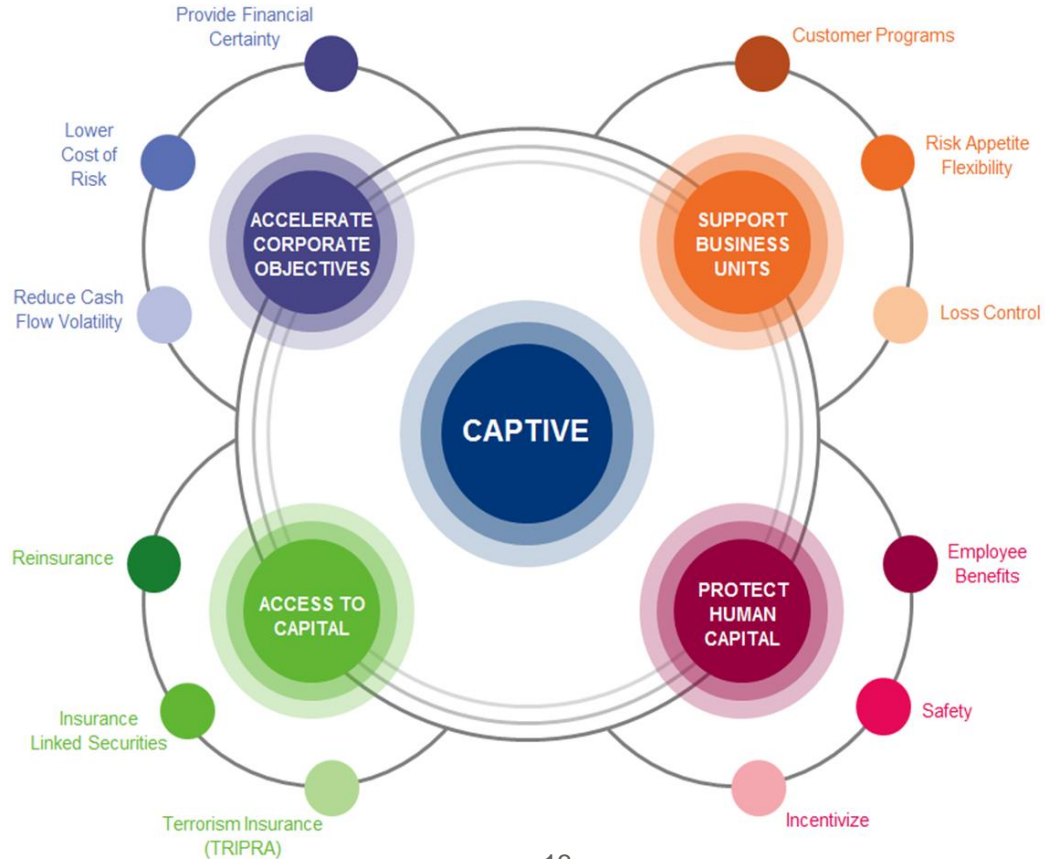 Provide Financial
Certainty
Lower
Cost of
Risk
Reduce Cash
Flow Volatility
ACCELERATE
CORPORATE
OBJECTIVES
Customer Programs
Risk Appetite
Flexibility
Loss Control
SUPPORT
BUSINESS
UNITS
CAPTIVE
Reinsurance
Insurance
Linked Securities
Terrorism Insurance
(TRIPRA)
ACCESS TO
CAPITAL
PROTECT
HUMAN
CAPITAL
Employee
Benefits
Safety
Incentivize